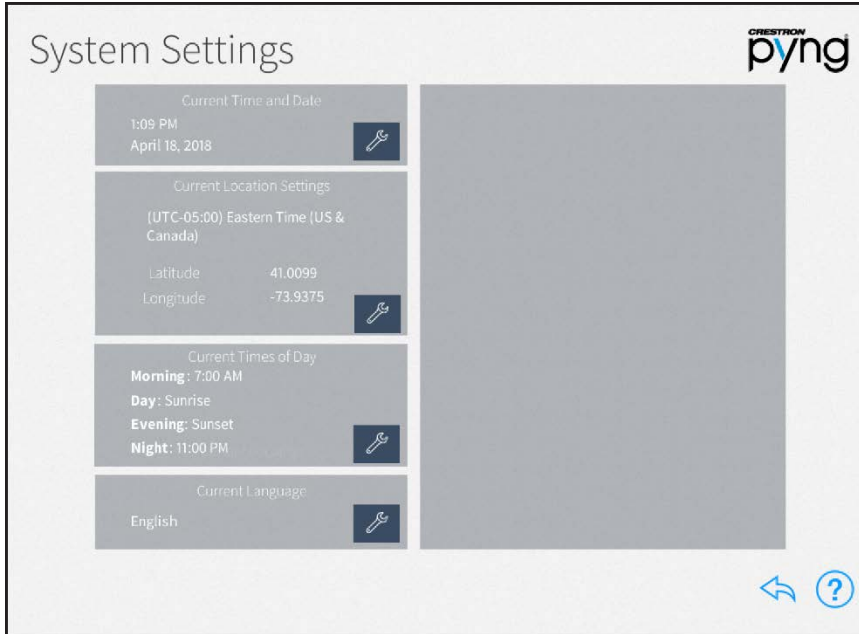 System Settings
CRESTRON
pyng
Current Time and Date
1:09 PM
April 18, 2018
Current Location Settings
(UTC-05:00) Eastern Time (US &
Canada)
Latitude 41.0099
Longitude -73.9375
Current Times of Day
Morning: 7:00 AM
Day: Sunrise
Evening: Sunset
Night: 11:00 PM
Current Language
English
?